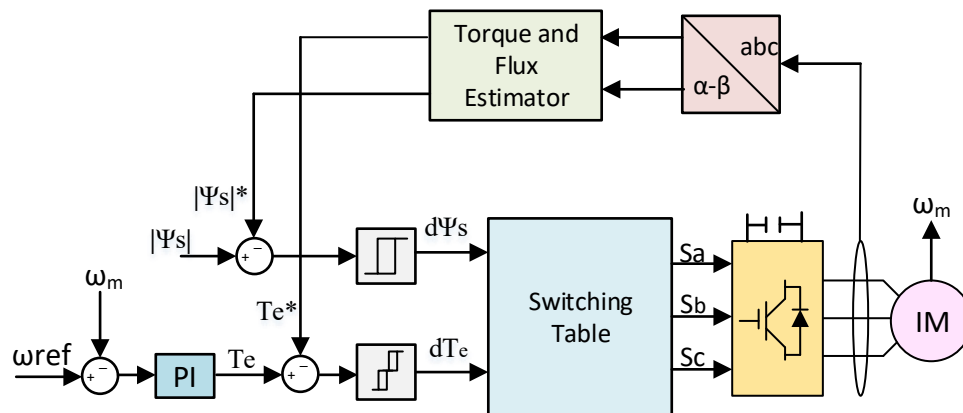 Torque and
Flux
Estimator
abc
α-β
|Ψs|*
|Ψs|
+
-
dΨs
ωm
Te*
Switching
Table
Sa
Sb
Sc
ωm
IM
ωref
+
-
PI
Te
+
-
dTe